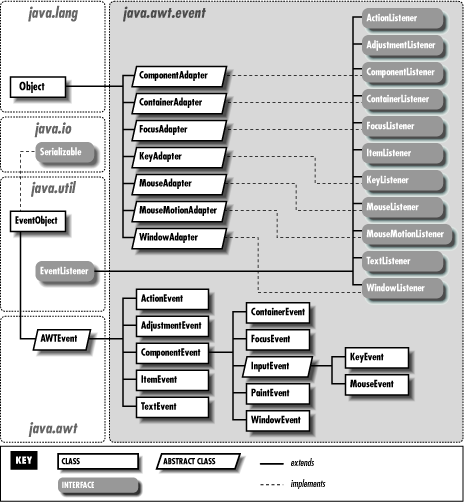 java.lang
java.awt.event
ActionListener
AdjustmentListener
ComponentAdapter
ComponentListener
Object
ContainerAdapter
ContainerListener
java.io
FocusAdapter
FocusListener
Serializable
KeyAdapter
ItemListener
MouseAdapter
KeyListener
java.util
MouseMotionAdapter
MouseListener
EventObject
WindowAdapter
MouseMotionListener
EventListener
TextListener
WindowListener
ActionEvent
ContainerEvent
AdjustmentEvent
FocusEvent
AWTEvent
ComponentEvent
InputEvent
KeyEvent
ItemEvent
PaintEvent
MouseEvent
TextEvent
WindowEvent
java.awt
KEY
CLASS
ABSTRACT CLASS
extends
INTERFACE
implements